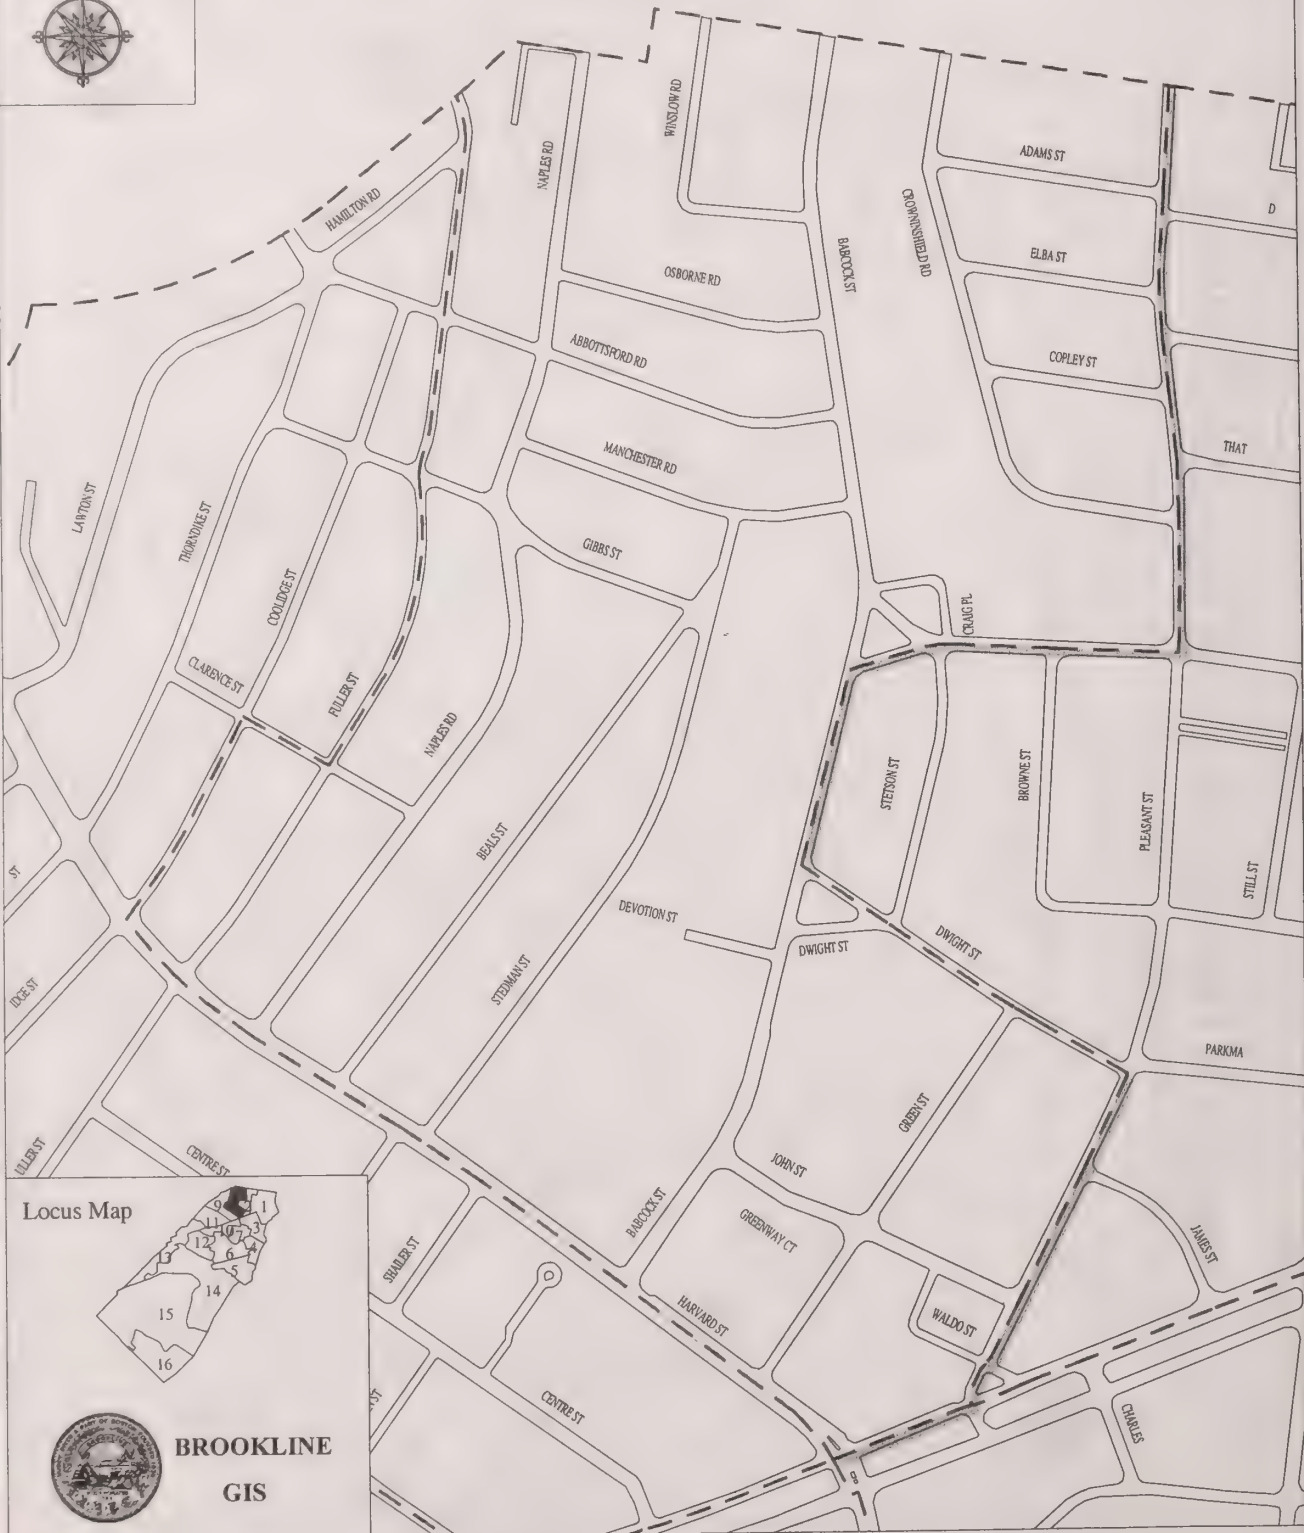 WINSLOW RD
NAPLES RD
ADAMS ST
HAMILTON RD
CROWNINSHIELD RD
D
BABCOCK ST
ELBA ST
OSBORNE RD
ABBOTTSFORD RD
COPLEY ST
MANCHESTER RD
THAT
LAWTON ST
THORNDIKE ST
GIBBS ST
COOLIDGE ST
CRAIG PL
CLARENCE ST
FULLER ST
NAPLES RD
STETSON ST
BROWNE ST
PLEASANT ST
BEALS ST
ST
STILL ST
DEVOTION ST
DWIGHT ST
DWIGHT ST
IDGE ST
STEDMAN ST
PARKMA
GREEN ST
ULLER ST
CENTRE ST
JOHN ST
Locus Map
9 2 1
11 10 7 3
12 6 4
13 5
14
15
16
BABCOCK ST
GREENWAY CT
JAMES ST
SHAILER ST
HARVARD ST
WALDO ST
CENTRE ST
CHARLES
BROOKLINE
GIS